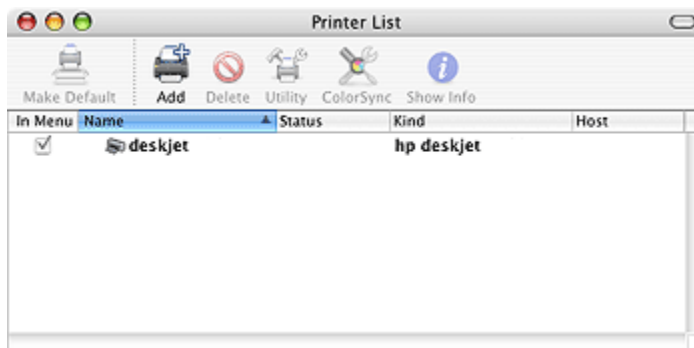 Printer List
Make Default Add Delete Utility ColorSync Show Info
In Menu Name Status Kind Host
deskjet hp deskjet